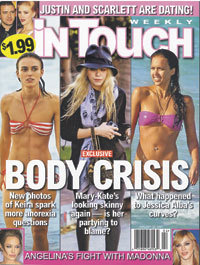 JUSTIN AND SCARLETT ARE DATING!
WEEKLY
$1.99
iN TOUCH
EXCLUSIVE
BODY CRISIS
New photos
of Keira spark
more anorexia
questions
Mary-Kate's
looking skinny
again — is her
partying to
blame?
What happened
to Jessica Alba's
curves?
ANGELINA'S FIGHT WITH MADONNA